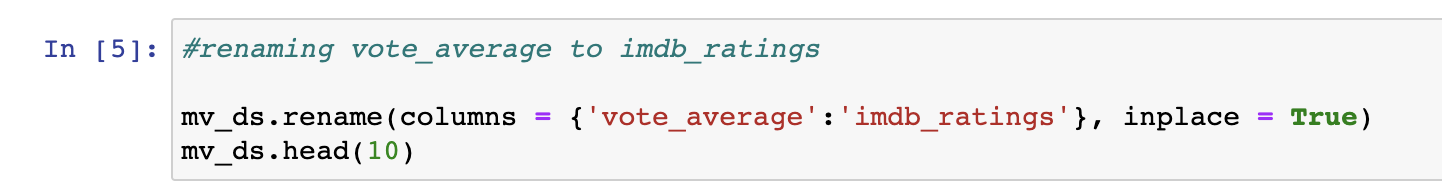 In [5]: #renaming vote_average to imdb_ratings
mv_ds.rename(columns = {'vote_average':'imdb_ratings'}, inplace = True)
mv_ds.head(10)